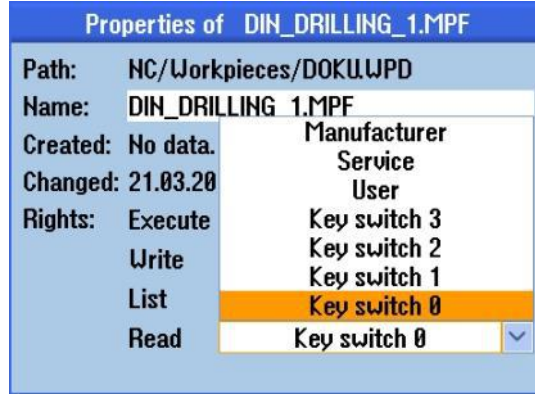 Properties of DIN_DRILLING_1.MPF
Path: NC/Workpieces/DOKU.WPD
Name: DIN_DRILLING_1.MPF
Created: No data.
Changed: 21.03.20
Rights: Execute
Write
List
Read Key switch 0
Manufacturer
Service
User
Key switch 3
Key switch 2
Key switch 1
Key switch 0